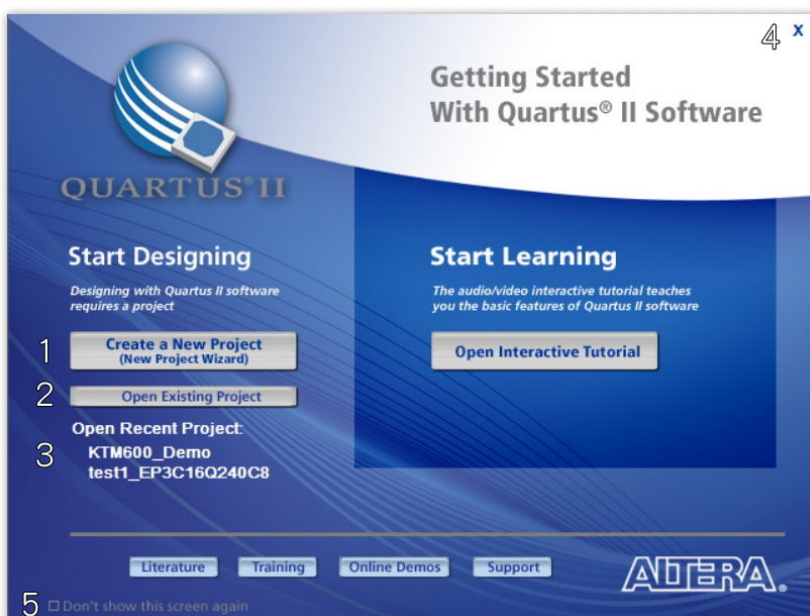 4 x
Getting Started
With Quartus® II Software
QUARTUS® II
Start Designing
Designing with Quartus II software
requires a project
1 Create a New Project
(New Project Wizard)
2 Open Existing Project
Open Recent Project:
3 KTM600_Demo
test1_EP3C16Q240C8
Start Learning
The audio/video interactive tutorial teaches
you the basic features of Quartus II software
Open Interactive Tutorial
Literature Training Online Demos Support
ALTERA®
5 Don't show this screen again